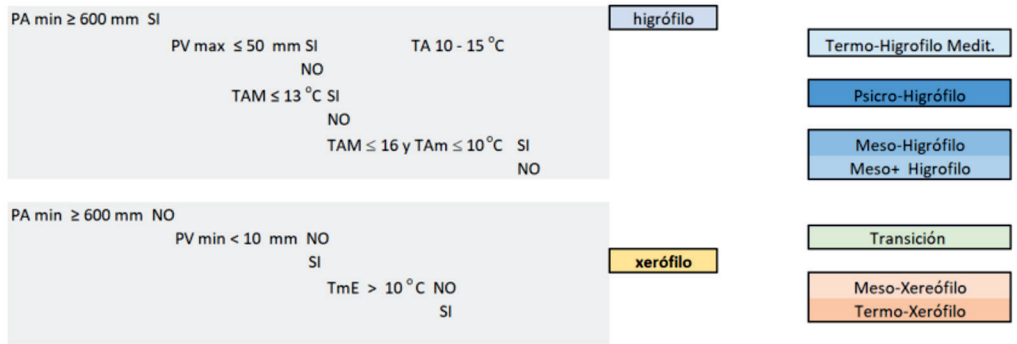 PA min ≥ 600 mm SI higrófilo
PV max ≤ 50 mm SI TA 10 - 15 °C Termo-Higrofilo Medit.
NO
TAM ≤ 13 °C SI Psicro-Higrófilo
NO
TAM ≤ 16 y TAm ≤ 10 °C SI Meso-Higrófilo
NO Meso+ Higrofilo
PA min ≥ 600 mm NO
PV min < 10 mm NO Transición
SI xerófilo
TmE > 10 °C NO Meso-Xereófilo
SI Termo-Xerófilo